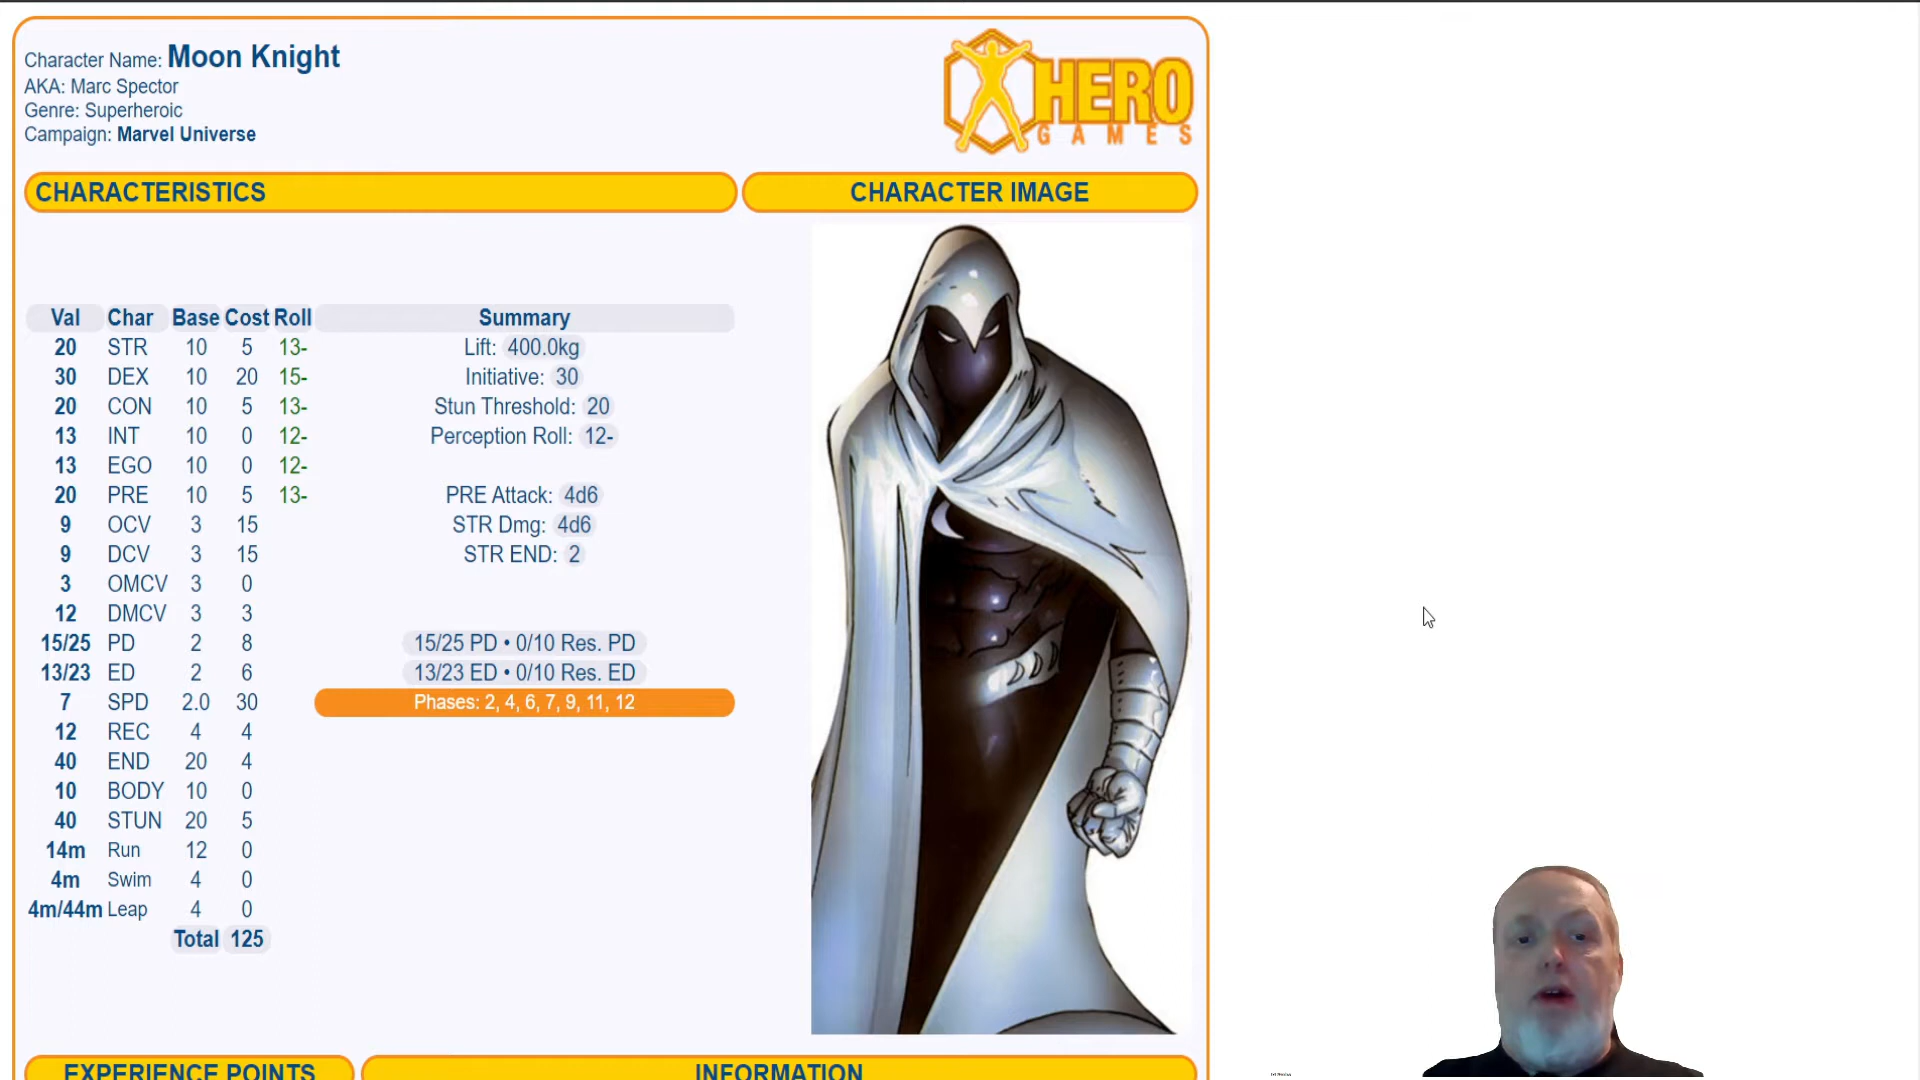 Character Name: Moon Knight
AKA: Marc Spector
Genre: Superheroic
Campaign: Marvel Universe
HERO
GAMES
CHARACTERISTICS
CHARACTER IMAGE
Val Char Base Cost Roll Summary
20 STR 10 5 13- Lift: 400.0kg
30 DEX 10 20 15- Initiative: 30
20 CON 10 5 13- Stun Threshold: 20
13 INT 10 0 12- Perception Roll: 12-
13 EGO 10 0 12-
20 PRE 10 5 13- PRE Attack: 4d6
9 OCV 3 15 STR Dmg: 4d6
9 DCV 3 15 STR END: 2
3 OMCV 3 0
12 DMCV 3 3
15/25 PD 2 8 15/25 PD • 0/10 Res. PD
13/23 ED 2 6 13/23 ED • 0/10 Res. ED
7 SPD 2.0 30 Phases: 2, 4, 6, 7, 9, 11, 12
12 REC 4 4
40 END 20 4
10 BODY 10 0
40 STUN 20 5
14m Run 12 0
4m Swim 4 0
4m/44m Leap 4 0
Total 125
EXPERIENCE POINTS
INFORMATION